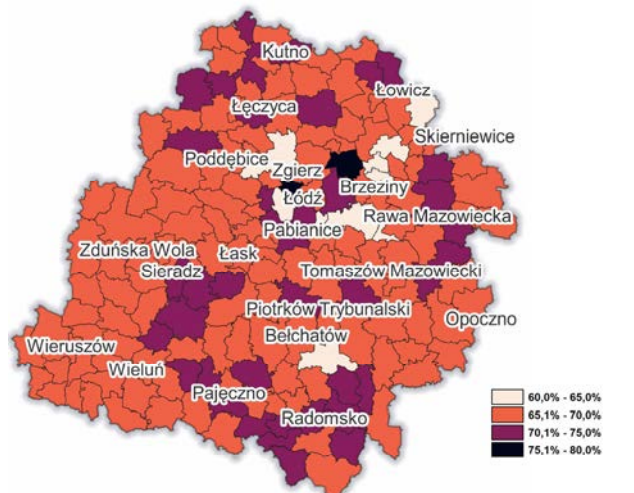 Kutno
Łowicz
Łęczyca
Skierniewice
Poddębice
Zgierz
Brzeziny
Łódź
Rawa Mazowiecka
Pabianice
Zduńska Wola
Łask
Sieradz
Tomaszów Mazowiecki
Piotrków Trybunalski
Opoczno
Bełchatów
Wieruszów
Wieluń
Pajęczno
Radomsko
60,0% - 65,0%
65,1% - 70,0%
70,1% - 75,0%
75,1% - 80,0%